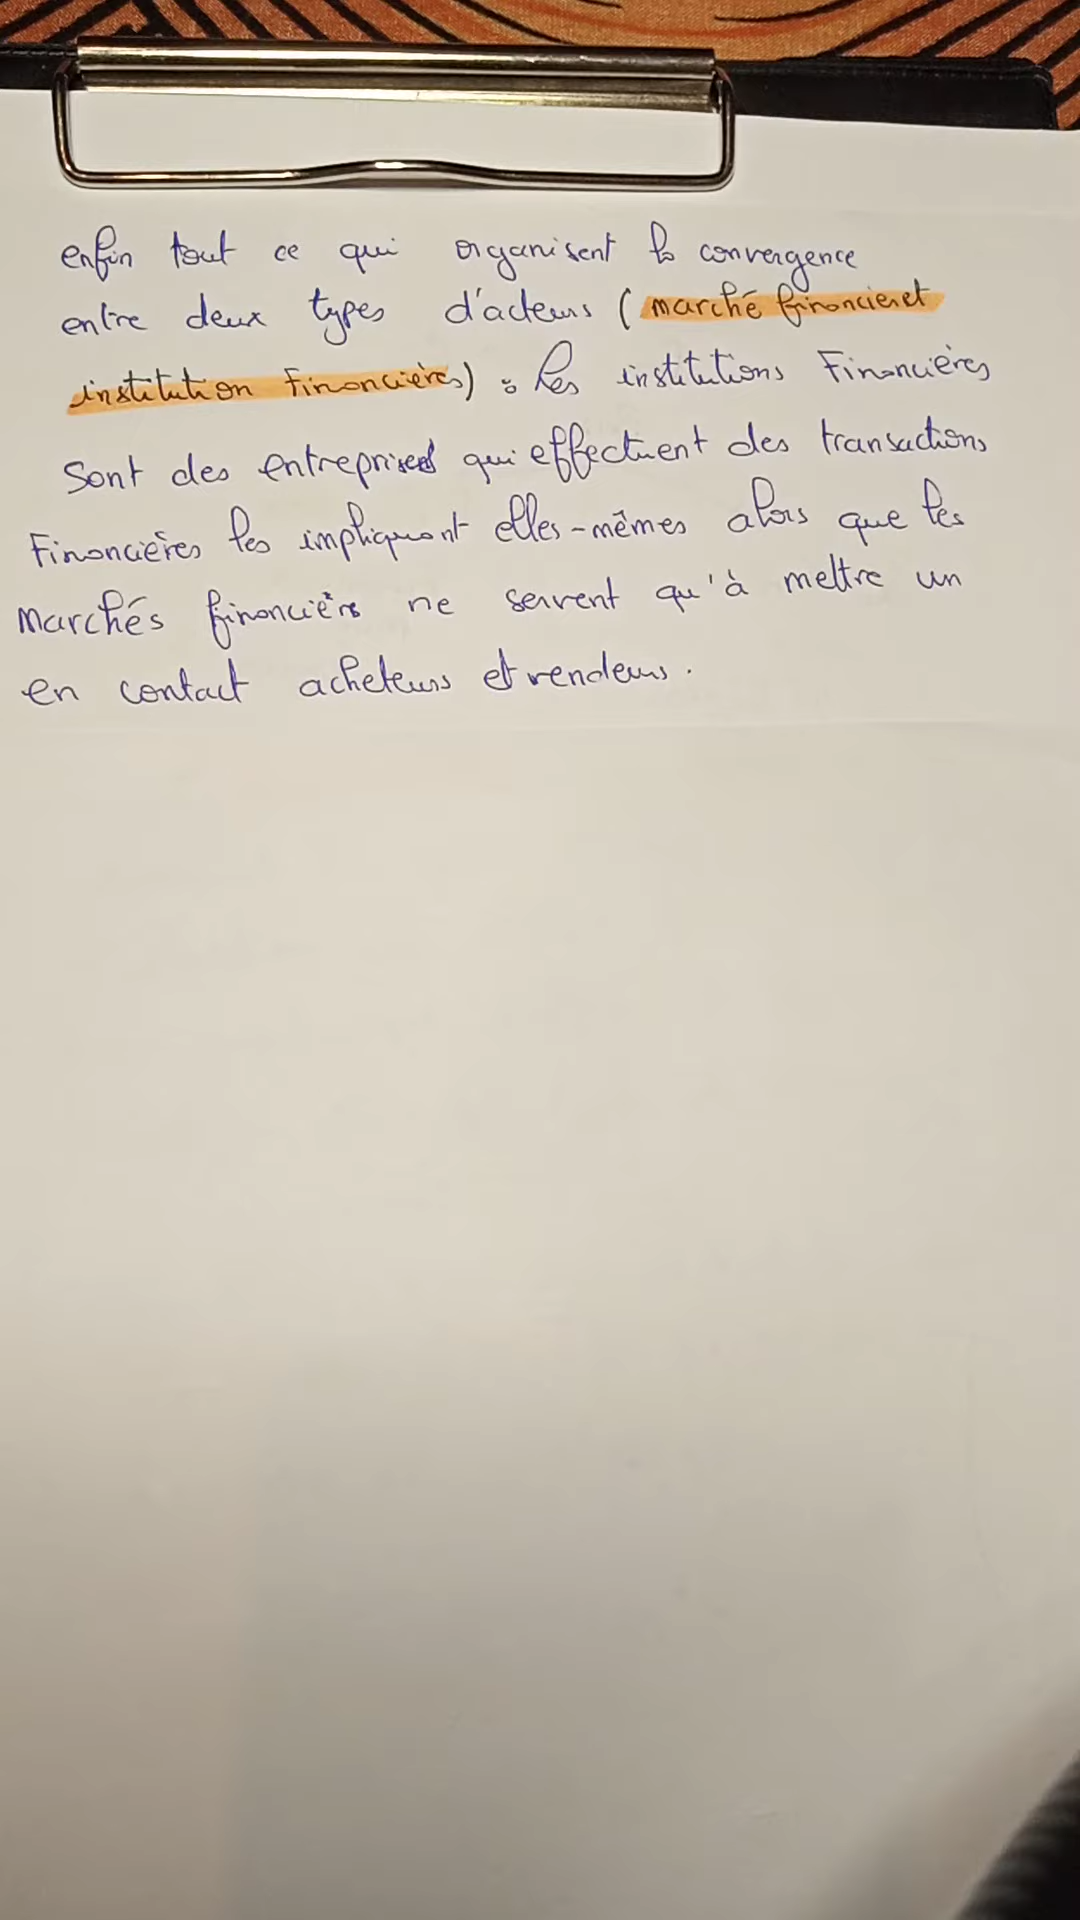 enfin tout ce qui organisent la convergence
entre deux types d'acteurs ( marché financier et
institution Financières) : Les institutions Financières
Sont des entreprises qui effectuent des transactions
Financières les impliquant elles-mêmes alors que les
Marchés financièrs ne servent qu'à mettre un
en contact acheteurs et vendeurs.